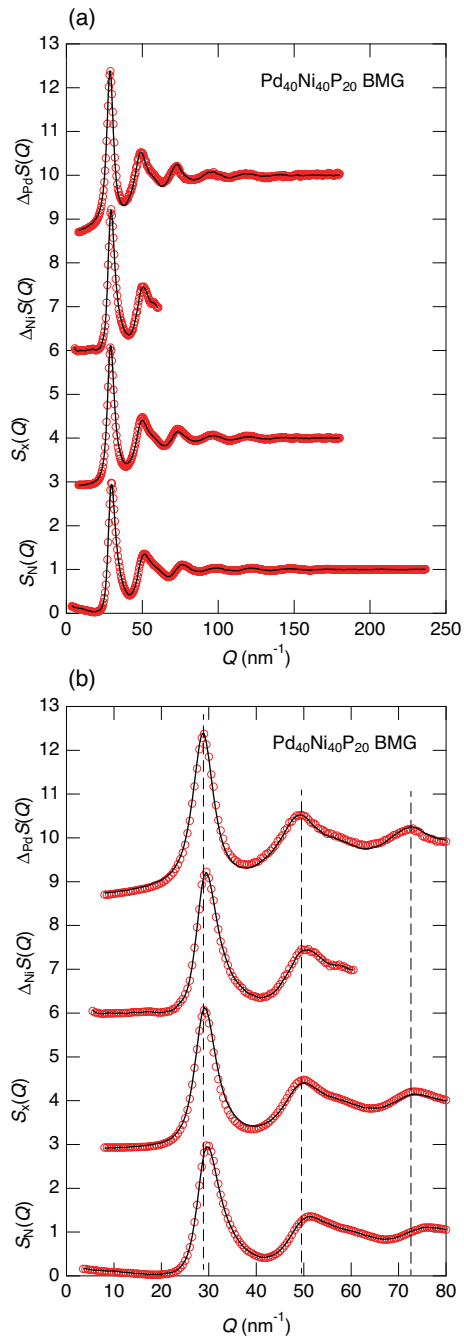 (a)
Pd40Ni40P20 BMG
13
12
11
10
9
8
7
6
5
4
3
2
1
0
ΔPdS(Q)
ΔNiS(Q)
Sx(Q)
SN(Q)
0 50 100 150 200 250
Q (nm⁻¹)
(b)
Pd40Ni40P20 BMG
13
12
11
10
9
8
7
6
5
4
3
2
1
0
ΔPdS(Q)
ΔNiS(Q)
Sx(Q)
SN(Q)
0 10 20 30 40 50 60 70 80
Q (nm⁻¹)